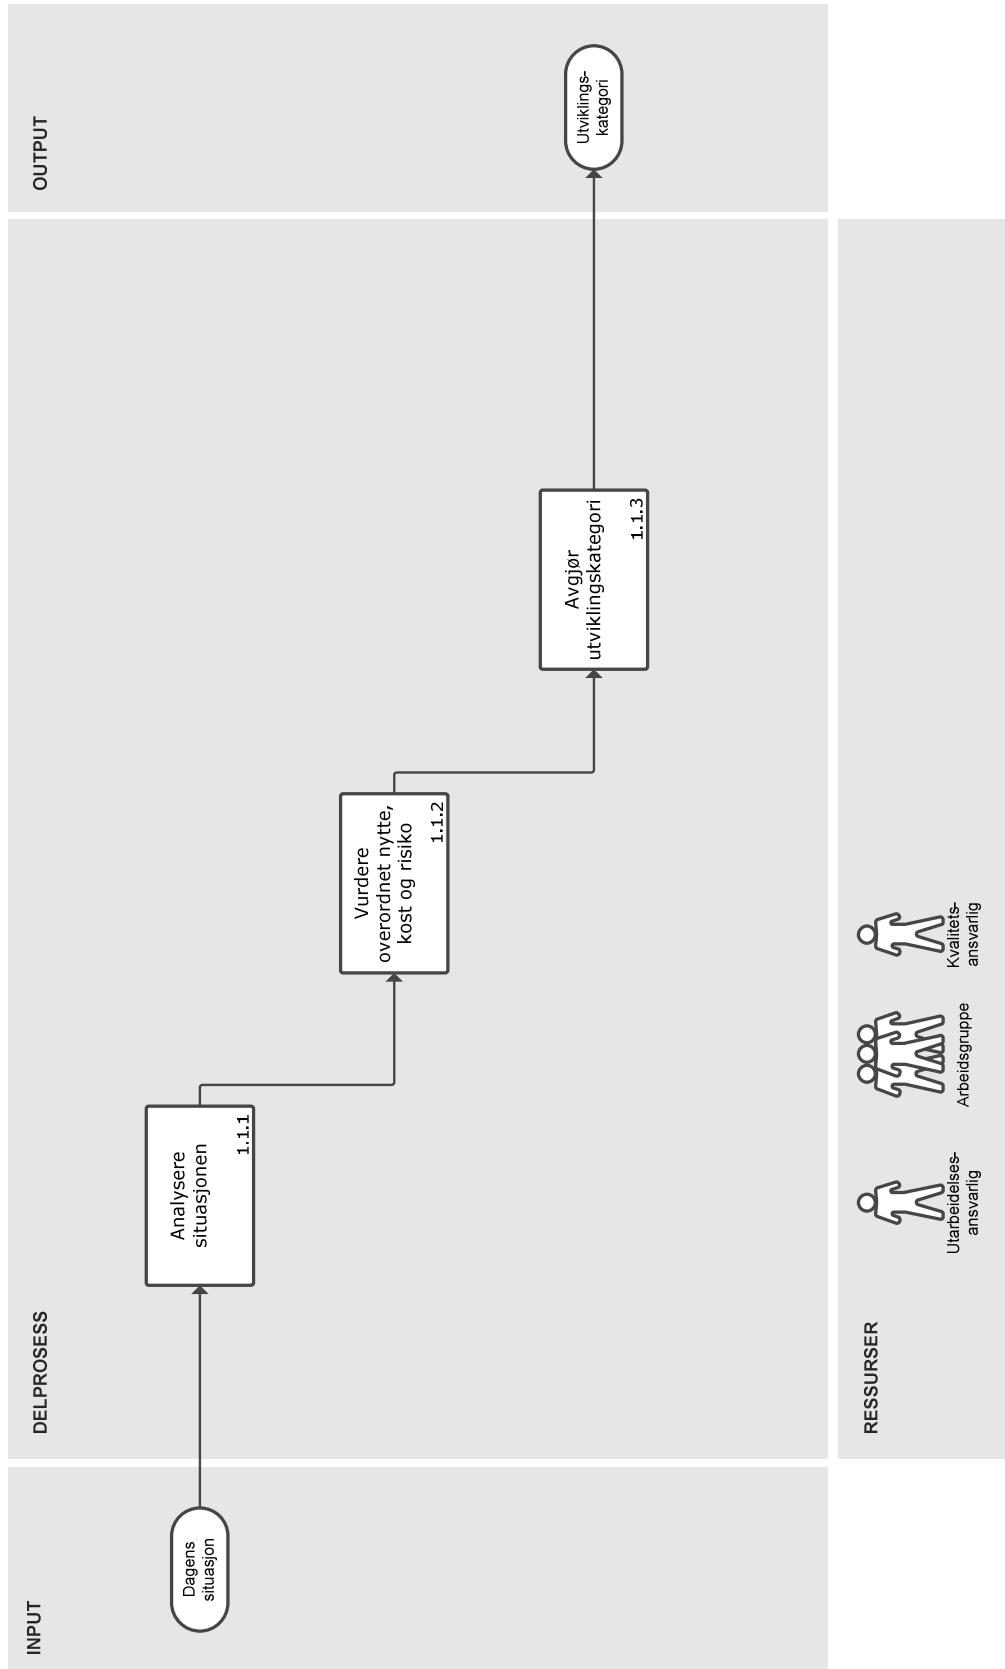 INPUT
Dagens
situasjon
DELPROSESS
Analysere
situasjonen
1.1.1
Vurdere
overordnet nytte,
kost og risiko
1.1.2
Avgjør
utviklingskategori
1.1.3
OUTPUT
Utviklings-
kategori
RESSURSER
Utarbeidelses-
ansvarlig
Arbeidsgruppe
Kvalitets-
ansvarlig